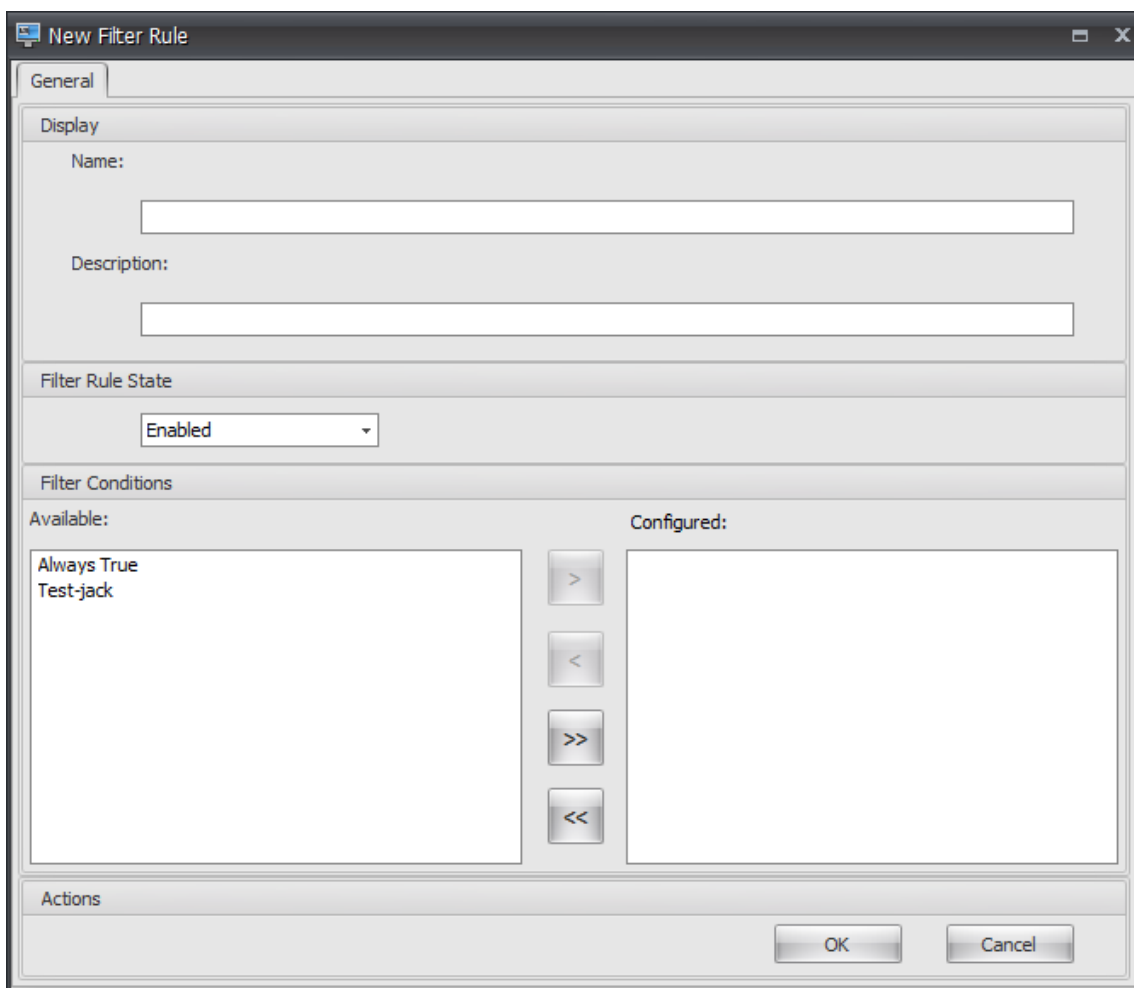 New Filter Rule
General
Display
Name:
Description:
Filter Rule State
Enabled
Filter Conditions
Available:
Configured:
Always True
Test-jack
>
<
>>
<<
Actions
OK
Cancel